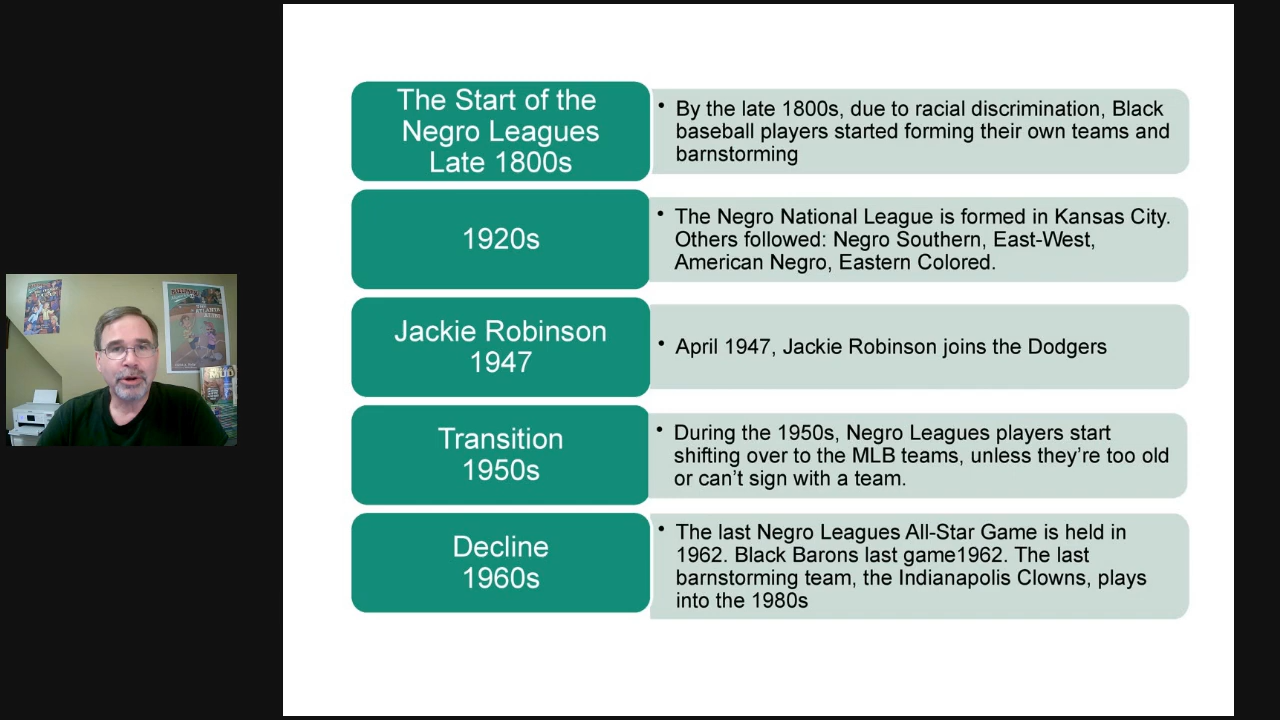 The Start of the
Negro Leagues
Late 1800s
• By the late 1800s, due to racial discrimination, Black
baseball players started forming their own teams and
barnstorming
1920s
• The Negro National League is formed in Kansas City.
Others followed: Negro Southern, East-West,
American Negro, Eastern Colored.
Jackie Robinson
1947
• April 1947, Jackie Robinson joins the Dodgers
Transition
1950s
• During the 1950s, Negro Leagues players start
shifting over to the MLB teams, unless they’re too old
or can’t sign with a team.
Decline
1960s
• The last Negro Leagues All-Star Game is held in
1962. Black Barons last game1962. The last
barnstorming team, the Indianapolis Clowns, plays
into the 1980s